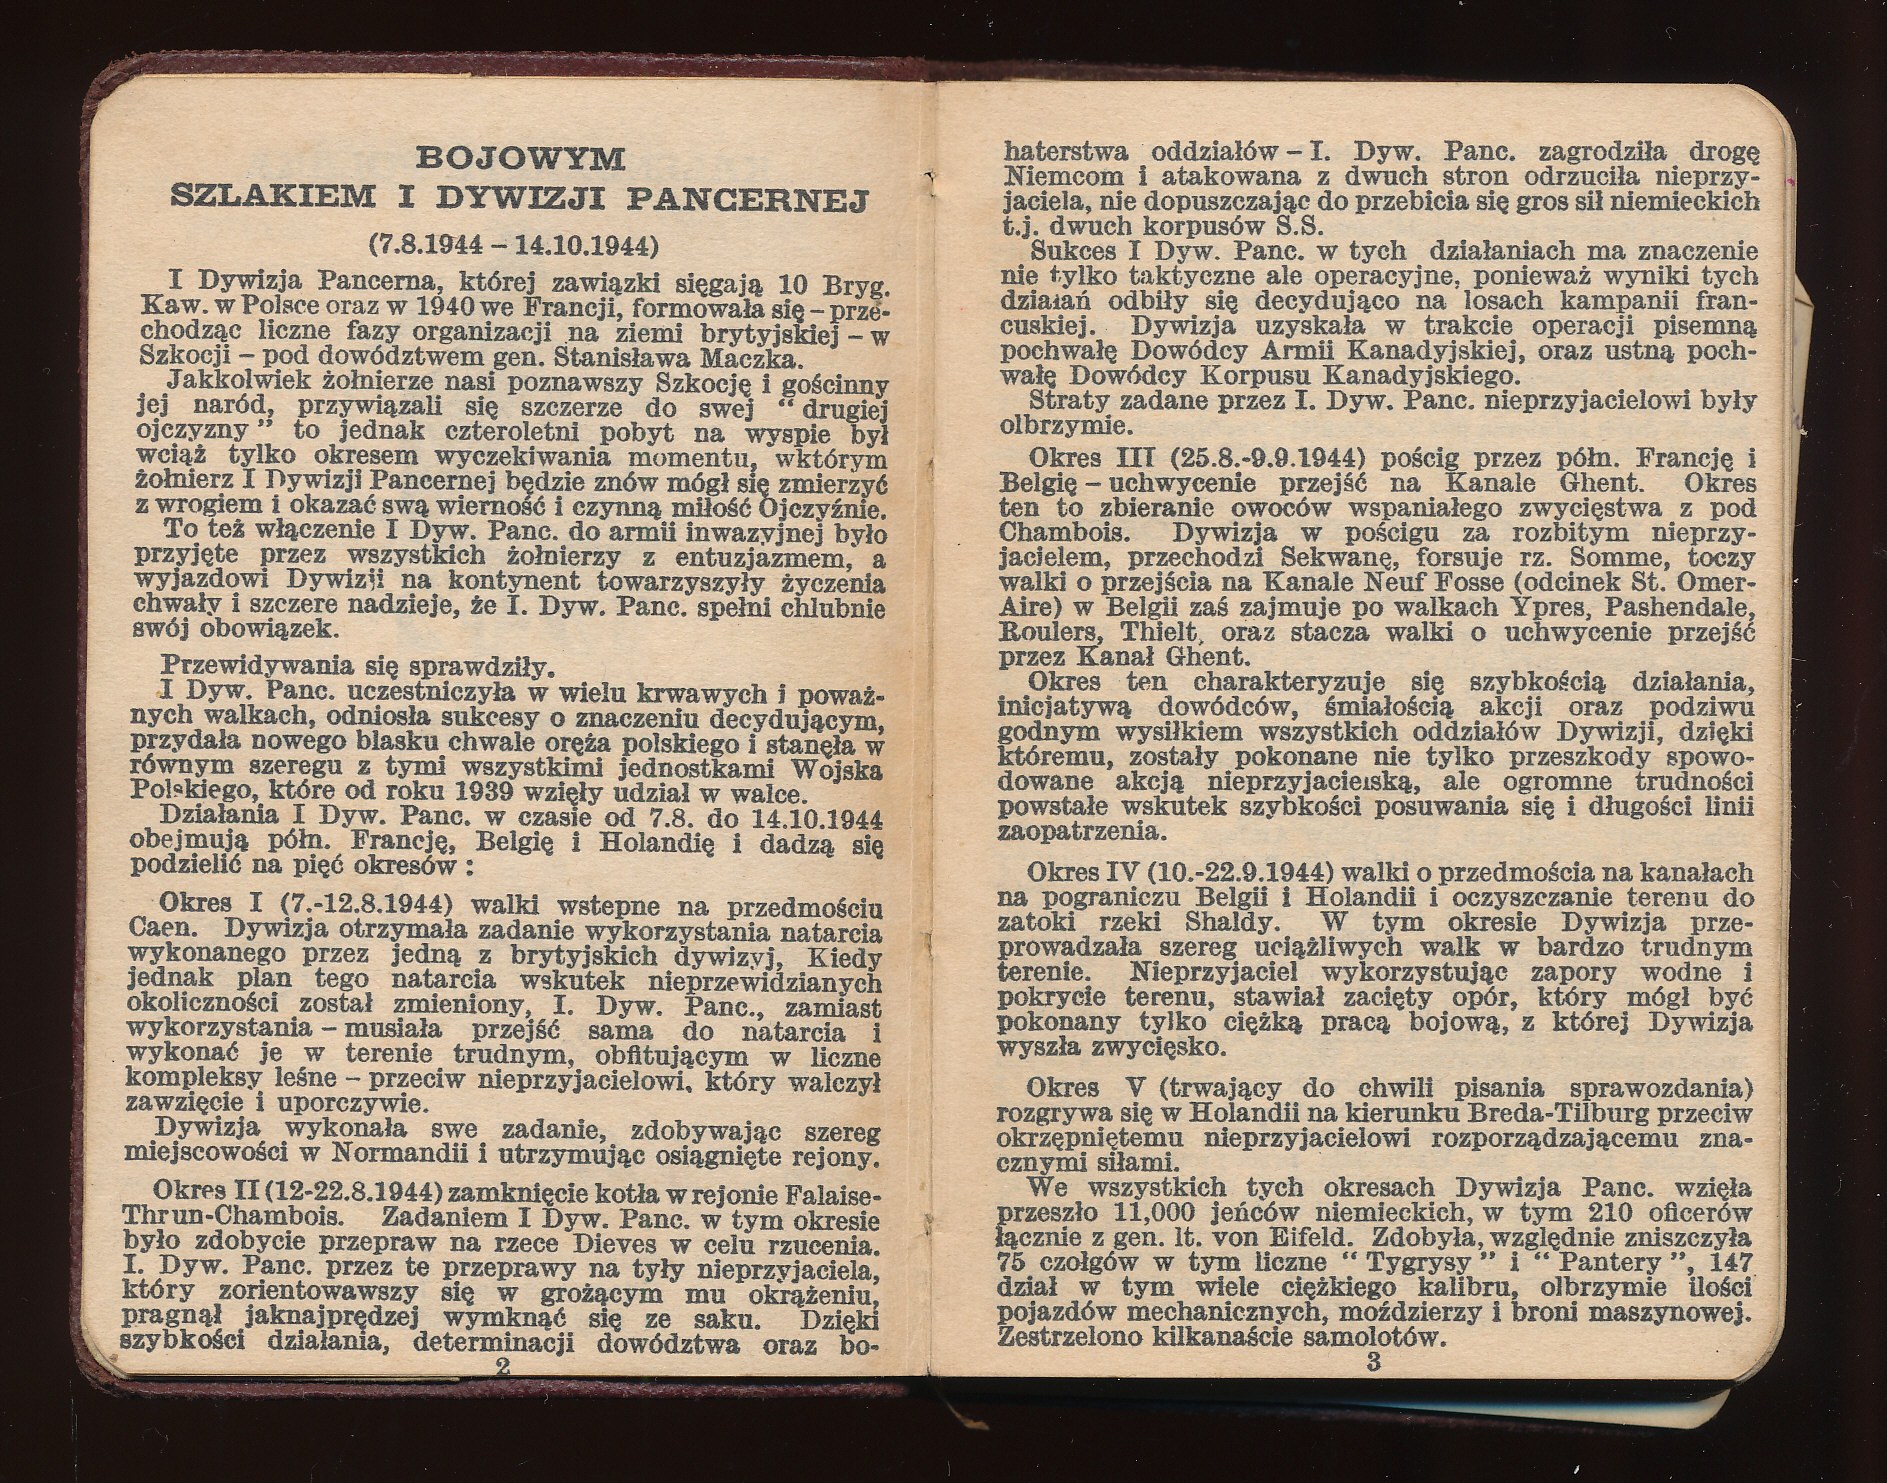 BOJOWYM
SZLAKIEM I DYWIZJI PANCERNEJ
(7.8.1944 – 14.10.1944)
I Dywizja Pancerna, której zawiązki sięgają 10 Bryg.
Kaw. w Polsce oraz w 1940 we Francji, formowała się – prze-
chodząc liczne fazy organizacji na ziemi brytyjskiej – w
Szkocji – pod dowództwem gen. Stanisława Maczka.
Jakkolwiek żołnierze nasi poznawszy Szkocję i gościnny
jej naród, przywiązali się szczerze do swej “ drugiej
ojczyzny ” to jednak czteroletni pobyt na wyspie był
wciąż tylko okresem wyczekiwania momentu, wktórym
żołnierz I Dywizji Pancernej będzie znów mógł się zmierzyć
z wrogiem i okazać swą wierność i czynną miłość Ojczyźnie.
To też włączenie I Dyw. Panc. do armii inwazyjnej było
przyjęte przez wszystkich żołnierzy z entuzjazmem, a
wyjazdowi Dywizji na kontynent towarzyszyły życzenia
chwały i szczere nadzieje, że I. Dyw. Panc. spełni chlubnie
swój obowiązek.
Przewidywania się sprawdziły.
I Dyw. Panc. uczestniczyła w wielu krwawych i poważ-
nych walkach, odniosła sukcesy o znaczeniu decydującym,
przydała nowego blasku chwale oręża polskiego i stanęła w
równym szeregu z tymi wszystkimi jednostkami Wojska
Polskiego, które od roku 1939 wzięły udział w walce.
Działania I Dyw. Panc. w czasie od 7.8. do 14.10.1944
obejmują półn. Francję, Belgię i Holandię i dadzą się
podzielić na pięć okresów :
Okres I (7.-12.8.1944) walki wstepne na przedmościu
Caen. Dywizja otrzymała zadanie wykorzystania natarcia
wykonanego przez jedną z brytyjskich dywizyj, Kiedy
jednak plan tego natarcia wskutek nieprzewidzianych
okoliczności został zmieniony, I. Dyw. Panc., zamiast
wykorzystania – musiała przejść sama do natarcia i
wykonać je w terenie trudnym, obfitującym w liczne
kompleksy leśne – przeciw nieprzyjacielowi, który walczył
zawzięcie i uporczywie.
Dywizja wykonała swe zadanie, zdobywając szereg
miejscowości w Normandii i utrzymując osiągnięte rejony.
Okres II (12-22.8.1944) zamknięcie kotła w rejonie Falaise-
Thrun-Chambois. Zadaniem I Dyw. Panc. w tym okresie
było zdobycie przepraw na rzece Dieves w celu rzucenia.
I. Dyw. Panc. przez te przeprawy na tyły nieprzyjaciela,
który zorientowawszy się w grożącym mu okrążeniu,
pragnął jaknajprędzej wymknąć się ze saku. Dzięki
szybkości działania, determinacji dowództwa oraz bo-
2
haterstwa oddziałów – I. Dyw. Panc. zagrodziła drogę
Niemcom i atakowana z dwuch stron odrzuciła nieprzy-
jaciela, nie dopuszczając do przebicia się gros sił niemieckich
t.j. dwuch korpusów S.S.
Sukces I Dyw. Panc. w tych działaniach ma znaczenie
nie tylko taktyczne ale operacyjne, ponieważ wyniki tych
działań odbiły się decydująco na losach kampanii fran-
cuskiej. Dywizja uzyskała w trakcie operacji pisemną
pochwałę Dowódcy Armii Kanadyjskiej, oraz ustną poch-
wałę Dowódcy Korpusu Kanadyjskiego.
Straty zadane przez I. Dyw. Panc. nieprzyjacielowi były
olbrzymie.
Okres III (25.8.-9.9.1944) pościg przez półn. Francję i
Belgię – uchwycenie przejść na Kanale Ghent. Okres
ten to zbieranie owoców wspaniałego zwycięstwa z pod
Chambois. Dywizja w pościgu za rozbitym nieprzy-
jacielem, przechodzi Sekwanę, forsuje rz. Somme, toczy
walki o przejścia na Kanale Neuf Fosse (odcinek St. Omer-
Aire) w Belgii zaś zajmuje po walkach Ypres, Pashendale,
Roulers, Thielt, oraz stacza walki o uchwycenie przejść
przez Kanał Ghent.
Okres ten charakteryzuje się szybkością działania,
inicjatywą dowódców, śmiałością akcji oraz podziwu
godnym wysiłkiem wszystkich oddziałów Dywizji, dzięki
któremu, zostały pokonane nie tylko przeszkody spowo-
dowane akcją nieprzyjacielską, ale ogromne trudności
powstałe wskutek szybkości posuwania się i długości linii
zaopatrzenia.
Okres IV (10.-22.9.1944) walki o przedmościa na kanałach
na pograniczu Belgii i Holandii i oczyszczanie terenu do
zatoki rzeki Shaldy. W tym okresie Dywizja prze-
prowadzała szereg uciążliwych walk w bardzo trudnym
terenie. Nieprzyjaciel wykorzystując zapory wodne i
pokrycie terenu, stawiał zacięty opór, który mógł być
pokonany tylko ciężką pracą bojową, z której Dywizja
wyszła zwycięsko.
Okres V (trwający do chwili pisania sprawozdania)
rozgrywa się w Holandii na kierunku Breda-Tilburg przeciw
okrzępniętemu nieprzyjacielowi rozporządzającemu zna-
cznymi siłami.
We wszystkich tych okresach Dywizja Panc. wzięła
przeszło 11,000 jeńców niemieckich, w tym 210 oficerów
łącznie z gen. lt. von Eifeld. Zdobyła, względnie zniszczyła
75 czołgów w tym liczne “ Tygrysy ” i “ Pantery ”, 147
dział w tym wiele ciężkiego kalibru, olbrzymie ilości
pojazdów mechanicznych, moździerzy i broni maszynowej.
Zestrzelono kilkanaście samolotów.
3